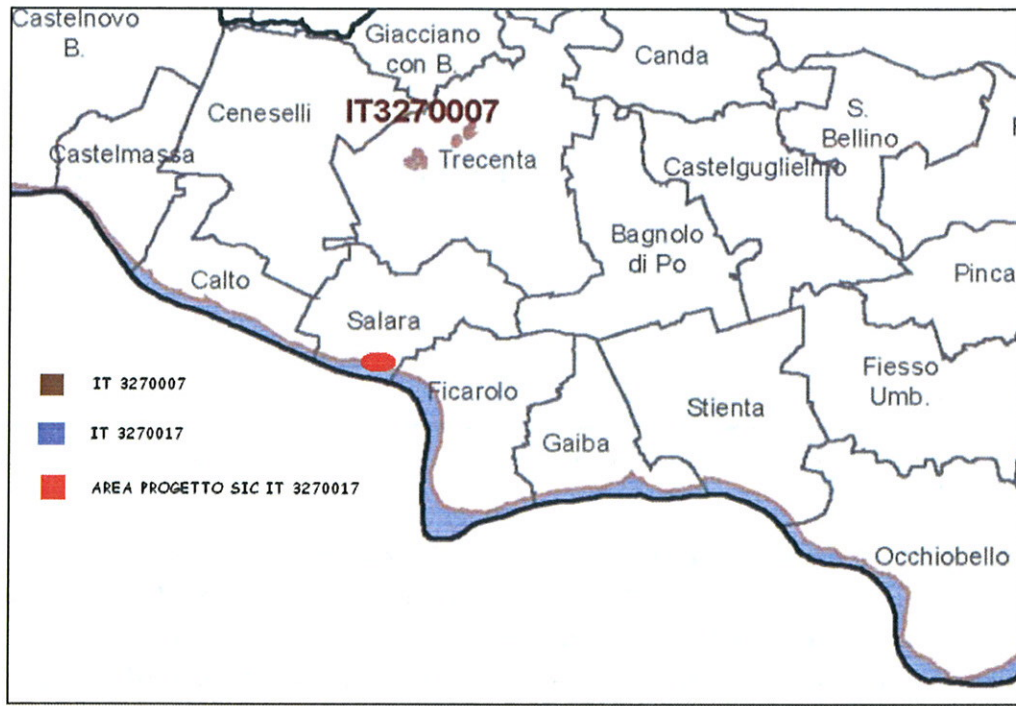 Castelnovo
B.
Giacciano
con B.
Canda
Ceneselli
IT3270007
S.
Bellino
Castelmassa
Trecenta
Castelguglielmo
Bagnolo
di Po
Calto
Pinca
Salara
Fiesso
Umb.
IT 3270007
Ficarolo
Stienta
IT 3270017
Gaiba
AREA PROGETTO SIC IT 3270017
Occhiobello